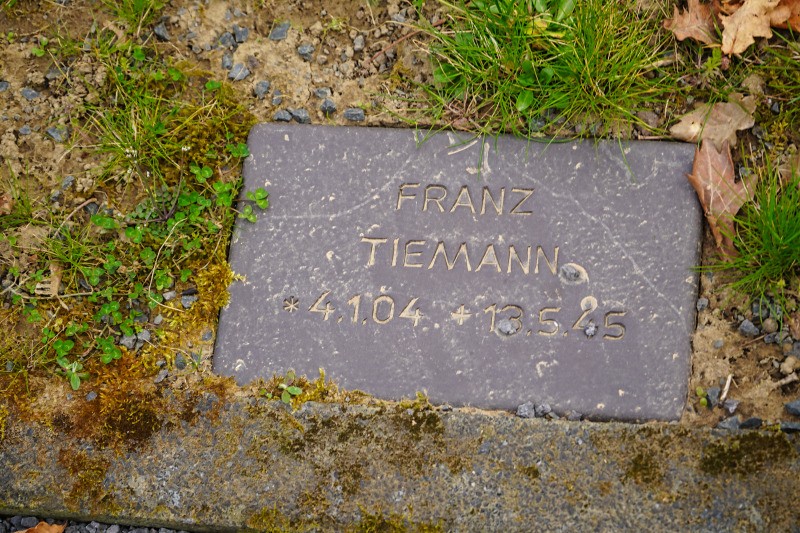 FRANZ
TIEMANN
* 4.1.04 + 13.5.45